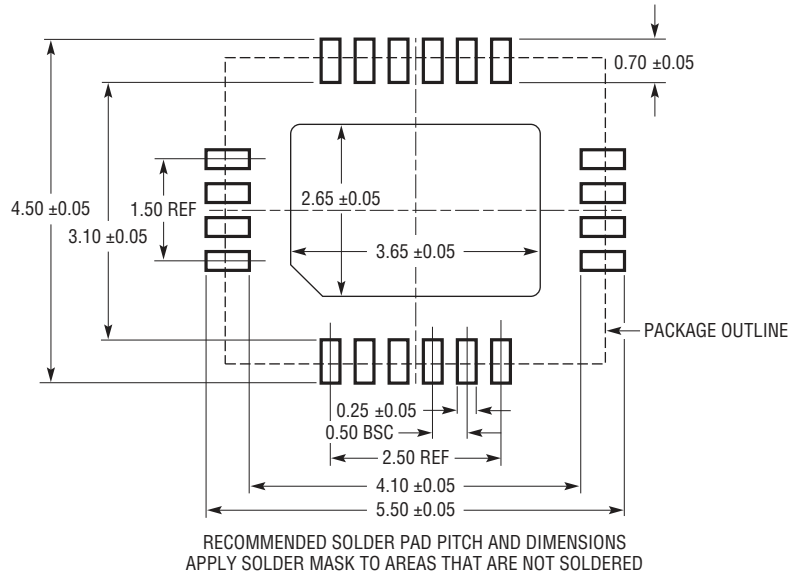 0.70 ±0.05
4.50 ±0.05
1.50 REF
3.10 ±0.05
2.65 ±0.05
3.65 ±0.05
PACKAGE OUTLINE
0.25 ±0.05
0.50 BSC
2.50 REF
4.10 ±0.05
5.50 ±0.05
RECOMMENDED SOLDER PAD PITCH AND DIMENSIONS
APPLY SOLDER MASK TO AREAS THAT ARE NOT SOLDERED